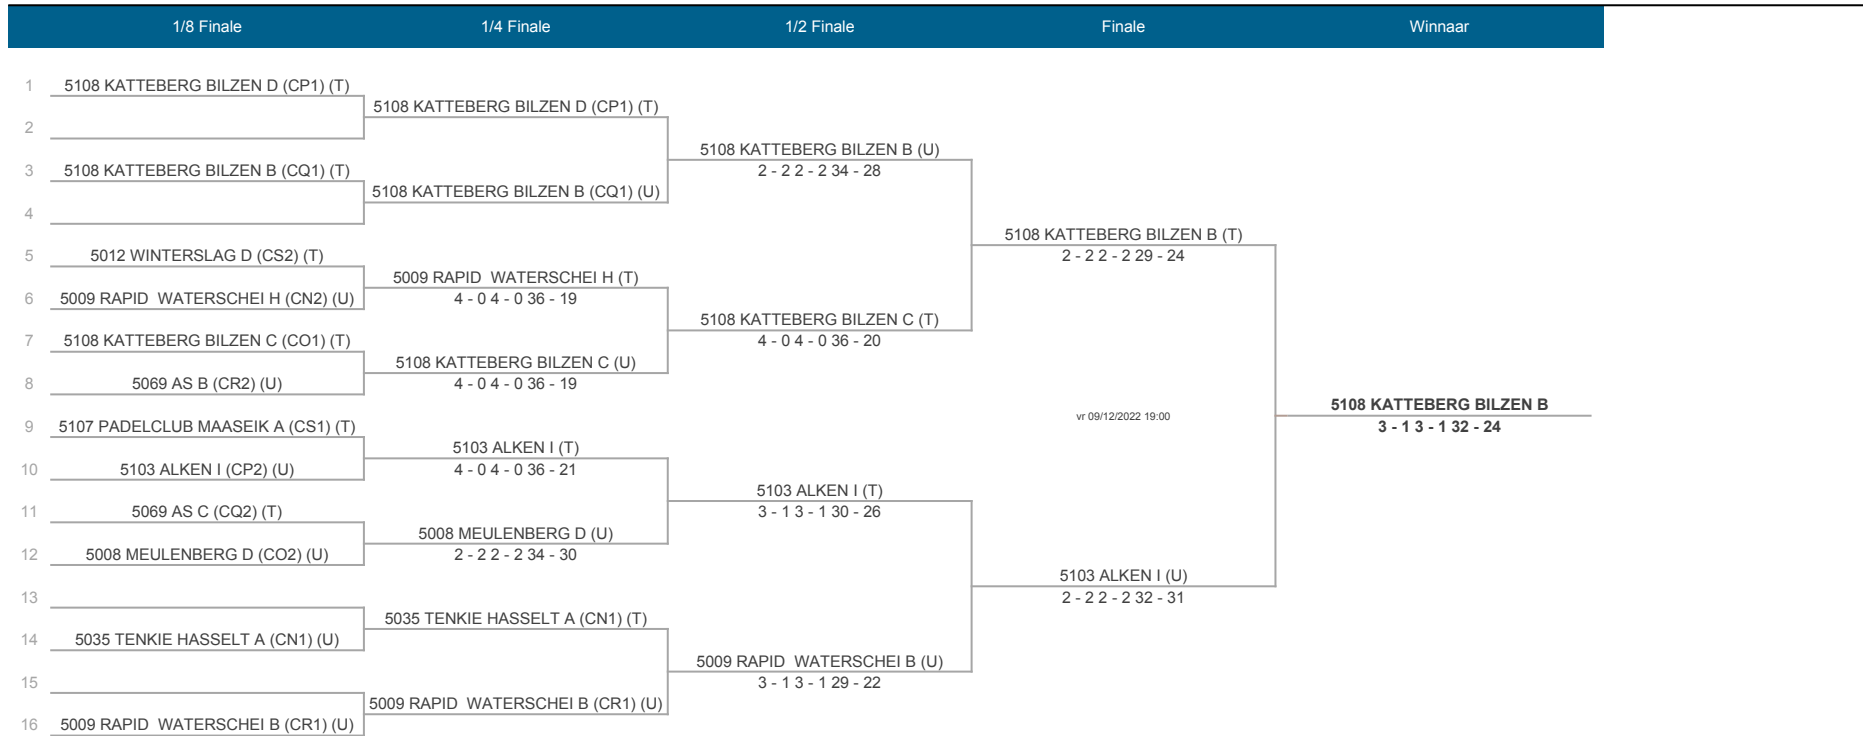 1/8 Finale 1/4 Finale 1/2 Finale Finale Winnaar
1 5108 KATTEBERG BILZEN D (CP1) (T)
5108 KATTEBERG BILZEN D (CP1) (T)
2
5108 KATTEBERG BILZEN B (U)
3 5108 KATTEBERG BILZEN B (CQ1) (T)
2 - 2 2 - 2 34 - 28
5108 KATTEBERG BILZEN B (CQ1) (U)
4
5108 KATTEBERG BILZEN B (T)
5 5012 WINTERSLAG D (CS2) (T)
2 - 2 2 - 2 29 - 24
5009 RAPID  WATERSCHEI H (T)
6 5009 RAPID  WATERSCHEI H (CN2) (U)
4 - 0 4 - 0 36 - 19
5108 KATTEBERG BILZEN C (T)
7 5108 KATTEBERG BILZEN C (CO1) (T)
4 - 0 4 - 0 36 - 20
5108 KATTEBERG BILZEN C (U)
8 5069 AS B (CR2) (U)
4 - 0 4 - 0 36 - 19
5108 KATTEBERG BILZEN B
vr 09/12/2022 19:00
9 5107 PADELCLUB MAASEIK A (CS1) (T)
3 - 1 3 - 1 32 - 24
5103 ALKEN I (T)
10 5103 ALKEN I (CP2) (U)
4 - 0 4 - 0 36 - 21
5103 ALKEN I (T)
11 5069 AS C (CQ2) (T)
3 - 1 3 - 1 30 - 26
5008 MEULENBERG D (U)
12 5008 MEULENBERG D (CO2) (U)
2 - 2 2 - 2 34 - 30
5103 ALKEN I (U)
13
2 - 2 2 - 2 32 - 31
5035 TENKIE HASSELT A (CN1) (T)
14 5035 TENKIE HASSELT A (CN1) (U)
5009 RAPID  WATERSCHEI B (U)
15
3 - 1 3 - 1 29 - 22
5009 RAPID  WATERSCHEI B (CR1) (U)
16 5009 RAPID  WATERSCHEI B (CR1) (U)